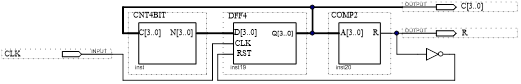 CNT4BIT
DFF4
COMP2
OUTPUT
C[3..0]
C[3..0]
N[3..0]
D[3..0]
Q[3..0]
A[3..0]
R
OUTPUT
R
CLK
INPUT
CLK
RST
inst
inst19
inst20